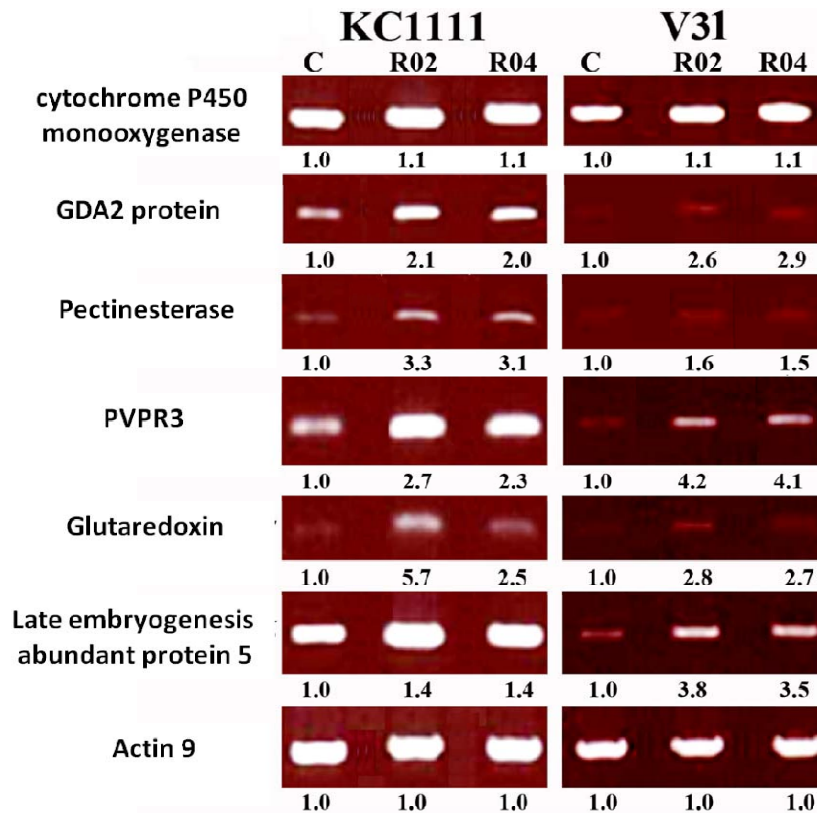 KC1111 V3l
C R02 R04 C R02 R04
cytochrome P450
monooxygenase
1.0 1.1 1.1 1.0 1.1 1.1
GDA2 protein
1.0 2.1 2.0 1.0 2.6 2.9
Pectinesterase
1.0 3.3 3.1 1.0 1.6 1.5
PVPR3
1.0 2.7 2.3 1.0 4.2 4.1
Glutaredoxin
1.0 5.7 2.5 1.0 2.8 2.7
Late embryogenesis
abundant protein 5
1.0 1.4 1.4 1.0 3.8 3.5
Actin 9
1.0 1.0 1.0 1.0 1.0 1.0